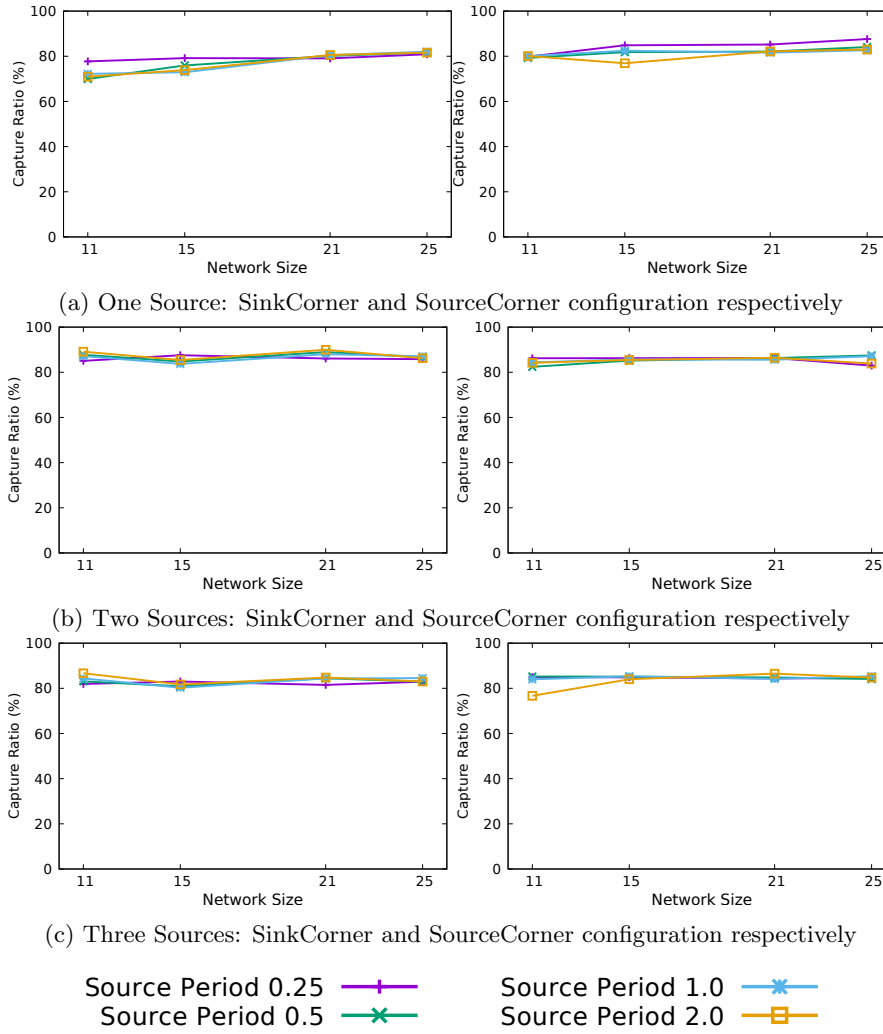 100
80
60
40
20
0
Capture Ratio (%)
11 15 21 25
Network Size
100
80
60
40
20
0
Capture Ratio (%)
11 15 21 25
Network Size
(a) One Source: SinkCorner and SourceCorner configuration respectively
100
80
60
40
20
0
Capture Ratio (%)
11 15 21 25
Network Size
100
80
60
40
20
0
Capture Ratio (%)
11 15 21 25
Network Size
(b) Two Sources: SinkCorner and SourceCorner configuration respectively
100
80
60
40
20
0
Capture Ratio (%)
11 15 21 25
Network Size
100
80
60
40
20
0
Capture Ratio (%)
11 15 21 25
Network Size
(c) Three Sources: SinkCorner and SourceCorner configuration respectively
Source Period 0.25
Source Period 0.5
Source Period 1.0
Source Period 2.0